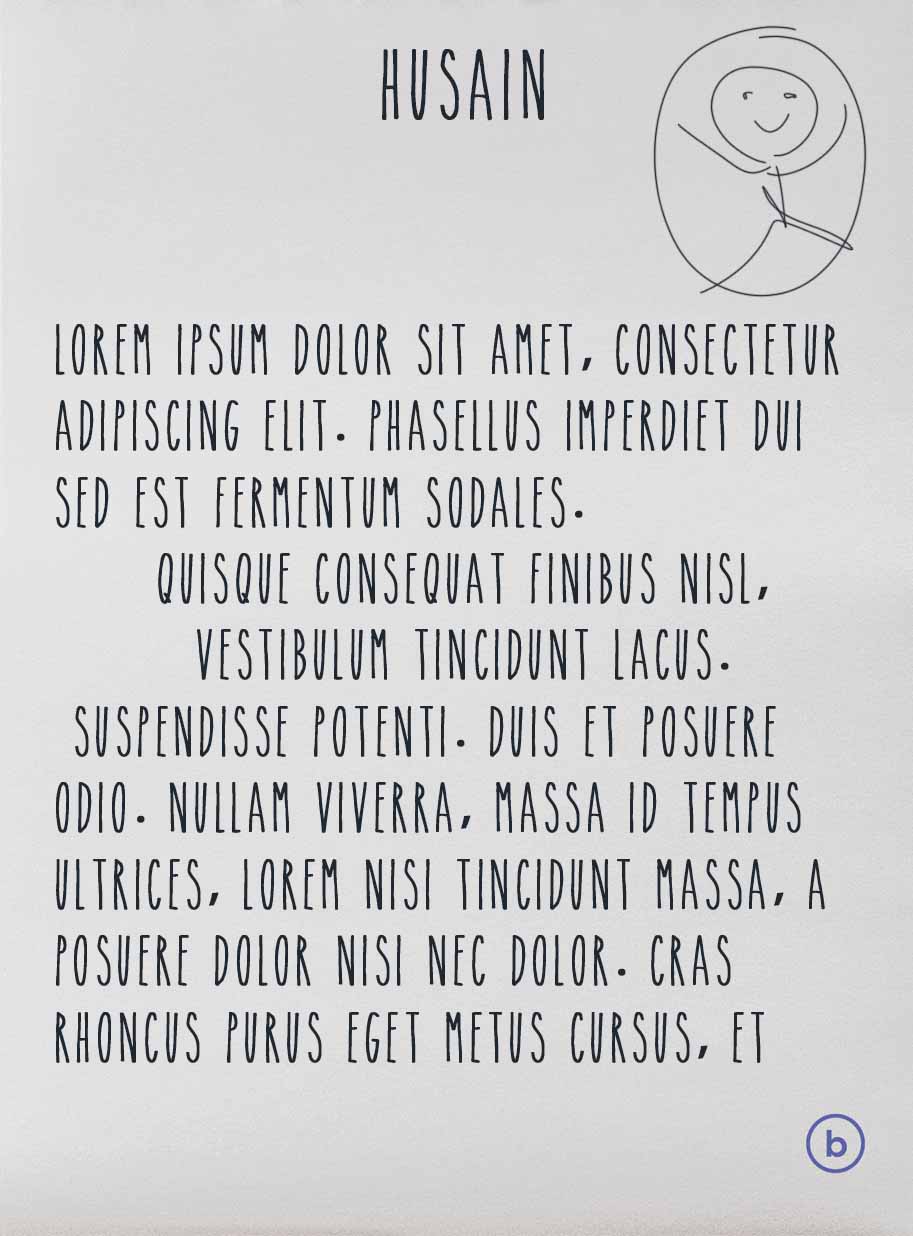 HUSAIN
LOREM IPSUM DOLOR SIT AMET, CONSECTETUR
ADIPISCING ELIT. PHASELLUS IMPERDIET DUI
SED EST FERMENTUM SODALES.
QUISQUE CONSEQUAT FINIBUS NISL,
VESTIBULUM TINCIDUNT LACUS.
SUSPENDISSE POTENTI. DUIS ET POSUERE
ODIO. NULLAM VIVERRA, MASSA ID TEMPUS
ULTRICES, LOREM NISI TINCIDUNT MASSA, A
POSUERE DOLOR NISI NEC DOLOR. CRAS
RHONCUS PURUS EGET METUS CURSUS, ET
b